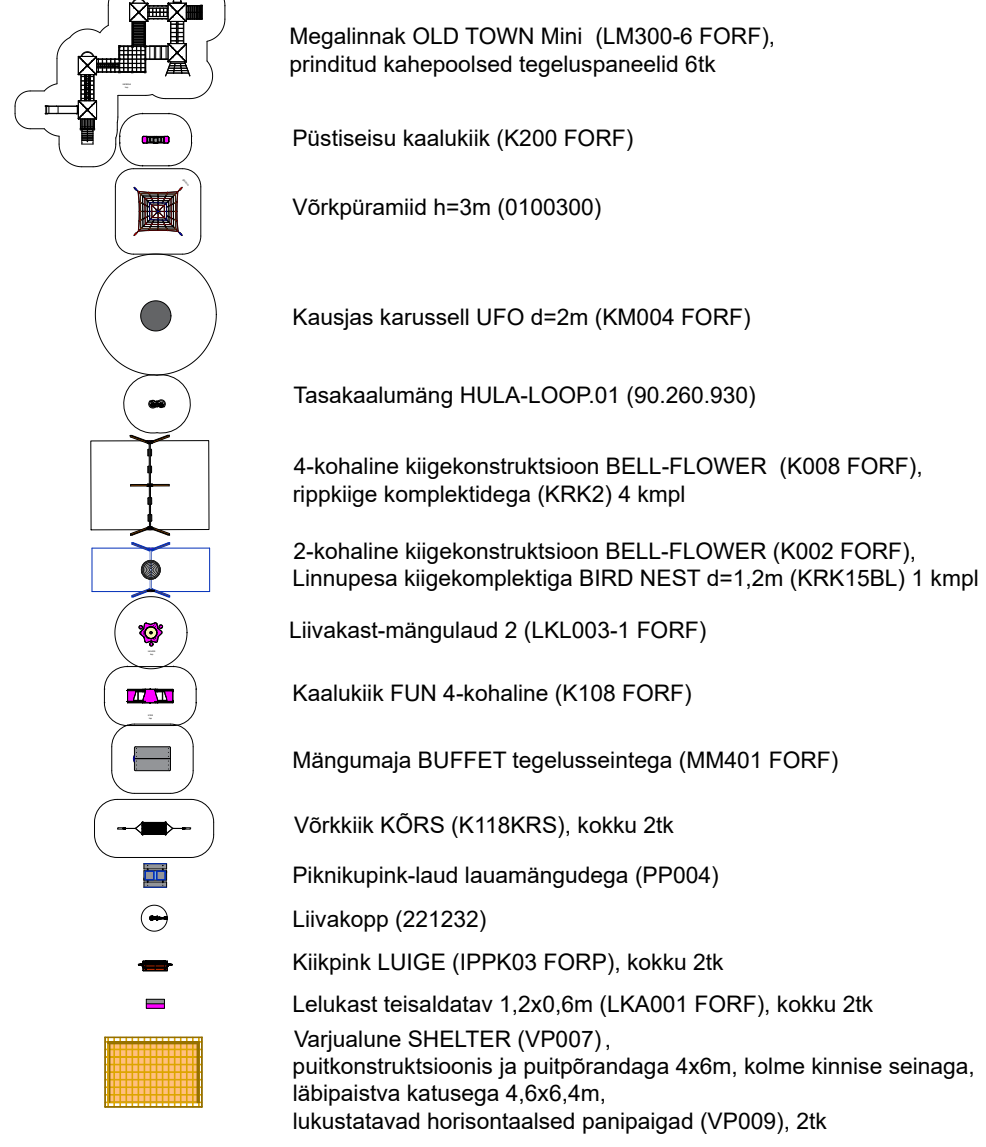 Megalinnak OLD TOWN Mini (LM300-6 FORF),
prinditud kahepoolsed tegeluspaneelid 6tk
Püstiseisu kaalukiik (K200 FORF)
Võrkpüramiid h=3m (0100300)
Kausjas karussell UFO d=2m (KM004 FORF)
Tasakaalumäng HULA-LOOP.01 (90.260.930)
4-kohaline kiigekonstruktsioon BELL-FLOWER (K008 FORF),
rippkiige komplektidega (KRK2) 4 kmpl
2-kohaline kiigekonstruktsioon BELL-FLOWER (K002 FORF),
Linnupesa kiigekomplektiga BIRD NEST d=1,2m (KRK15BL) 1 kmpl
Liivakast-mängulaud 2 (LKL003-1 FORF)
Kaalukiik FUN 4-kohaline (K108 FORF)
Mängumaja BUFFET tegelusseintega (MM401 FORF)
Võrkkiik KÕRS (K118KRS), kokku 2tk
Piknikupink-laud lauamängudega (PP004)
Liivakopp (221232)
Kiikpink LUIGE (IPPK03 FORP), kokku 2tk
Lelukast teisaldatav 1,2x0,6m (LKA001 FORF), kokku 2tk
Varjualune SHELTER (VP007),
puitkonstruktsioonis ja puitpõrandaga 4x6m, kolme kinnise seinaga,
läbipaistva katusega 4,6x6,4m,
lukustatavad horisontaalsed panipaigad (VP009), 2tk